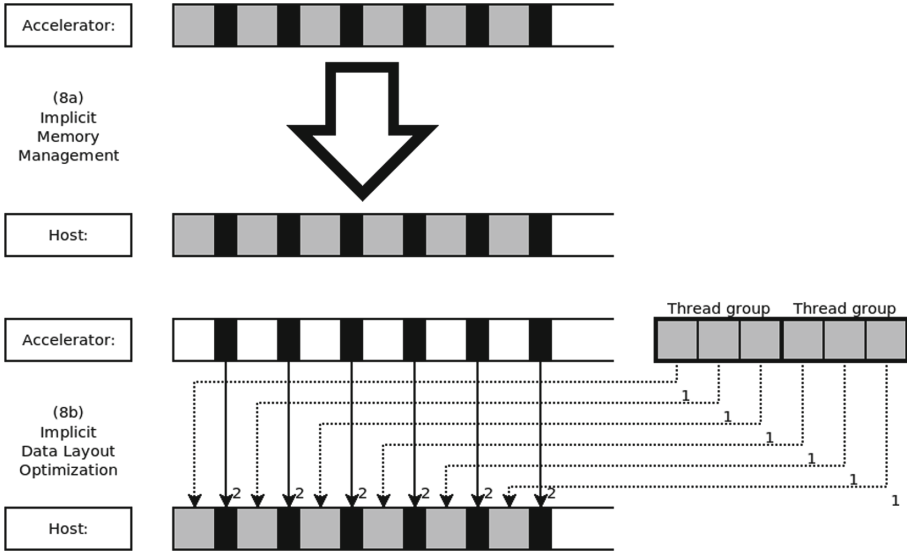 Accelerator:
(8a)
Implicit
Memory
Management
Host:
Thread group Thread group
Accelerator:
1
1
1
(8b)
Implicit
Data Layout
Optimization
1
1
1
2 2 2 2 2 2
Host: